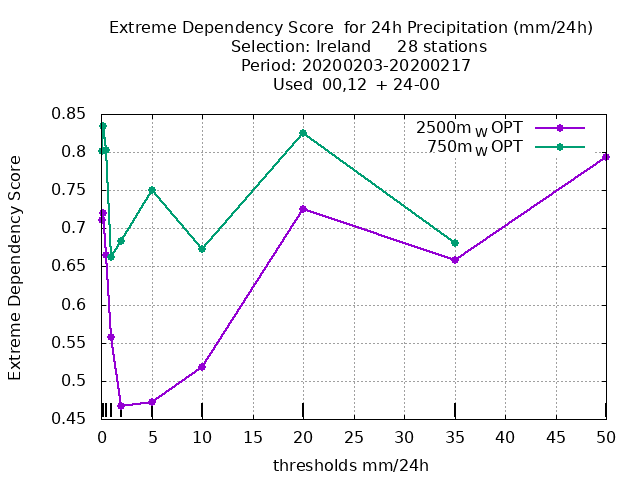 Extreme Dependency Score  for 24h Precipitation (mm/24h)
Selection: Ireland     28 stations
Period: 20200203-20200217
Used  00,12  + 24-00
2500m W OPT
750m W OPT
Extreme Dependency Score
0.85
0.8
0.75
0.7
0.65
0.6
0.55
0.5
0.45
0 5 10 15 20 25 30 35 40 45 50
thresholds mm/24h